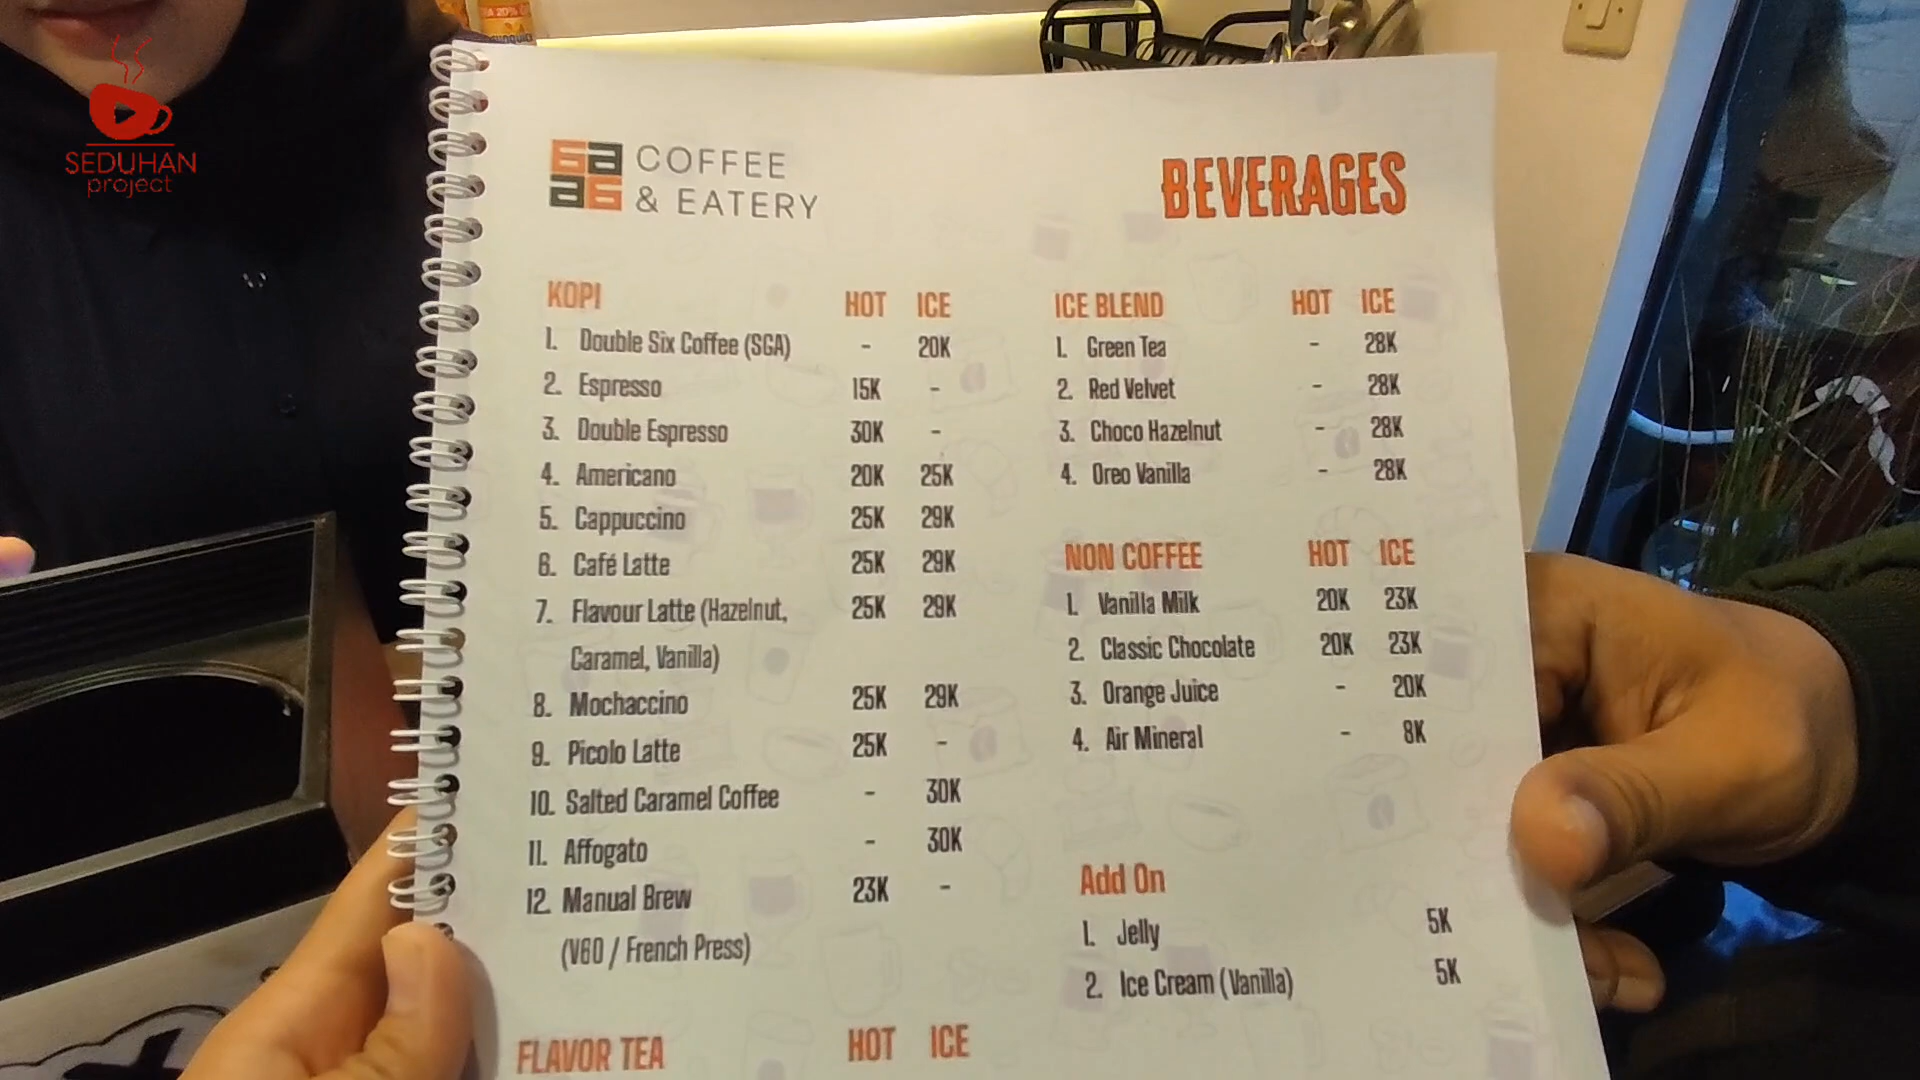 SEDUHAN
project
6a
a6
COFFEE
& EATERY
BEVERAGES
KOPI HOT ICE
1. Double Six Coffee (SGA) - 20K
2. Espresso 15K -
3. Double Espresso 30K -
4. Americano 20K 25K
5. Cappuccino 25K 29K
6. Café Latte 25K 29K
7. Flavour Latte (Hazelnut, 25K 29K
Caramel, Vanilla)
8. Mochaccino 25K 29K
9. Picolo Latte 25K -
10. Salted Caramel Coffee - 30K
11. Affogato - 30K
12. Manual Brew 23K -
(V60 / French Press)
FLAVOR TEA HOT ICE
ICE BLEND HOT ICE
1. Green Tea - 28K
2. Red Velvet - 28K
3. Choco Hazelnut - 28K
4. Oreo Vanilla - 28K
NON COFFEE HOT ICE
1. Vanilla Milk 20K 23K
2. Classic Chocolate 20K 23K
3. Orange Juice - 20K
4. Air Mineral - 8K
Add On
1. Jelly 5K
2. Ice Cream (Vanilla) 5K